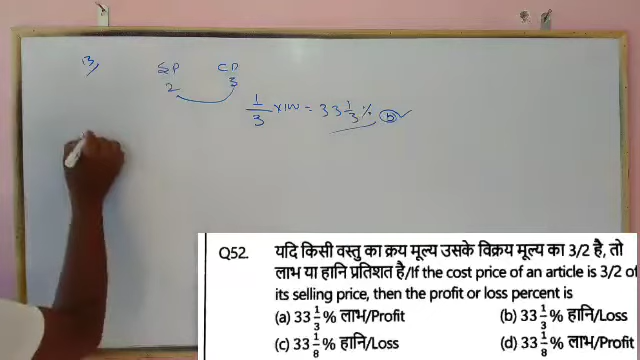 13,
SP CP
2 3
1/3 × 100 = 33 1/3 % (b) ✓
Q52. यदि किसी वस्तु का क्रय मूल्य उसके विक्रय मूल्य का 3/2 है, तो
लाभ या हानि प्रतिशत है/If the cost price of an article is 3/2 of
its selling price, then the profit or loss percent is
(a) 33 1/3 % लाभ/Profit (b) 33 1/3 % हानि/Loss
(c) 33 1/8 % हानि/Loss (d) 33 1/2 % लाभ/Profit